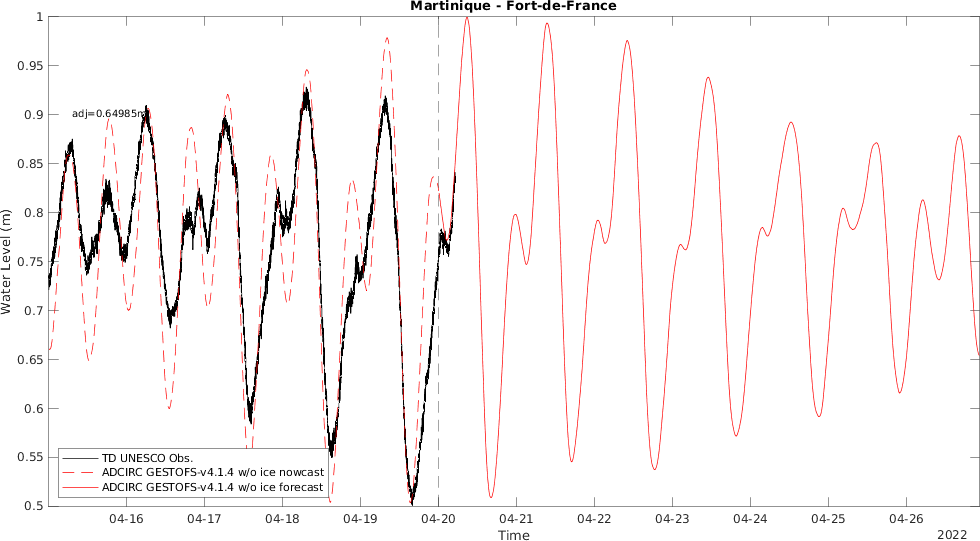 Martinique - Fort-de-France
1
0.95
0.9
0.85
0.8
0.75
0.7
0.65
0.6
0.55
0.5
Water Level (m)
adj=0.64985m
TD UNESCO Obs.
ADCIRC GESTOFS-v4.1.4 w/o ice nowcast
ADCIRC GESTOFS-v4.1.4 w/o ice forecast
04-16 04-17 04-18 04-19 04-20 04-21 04-22 04-23 04-24 04-25 04-26
Time
2022